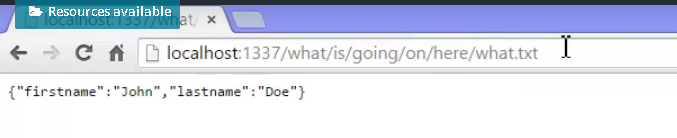 Resources available
localhost:1337/what/
localhost:1337/what/is/going/on/here/what.txt
{"firstname":"John","lastname":"Doe"}